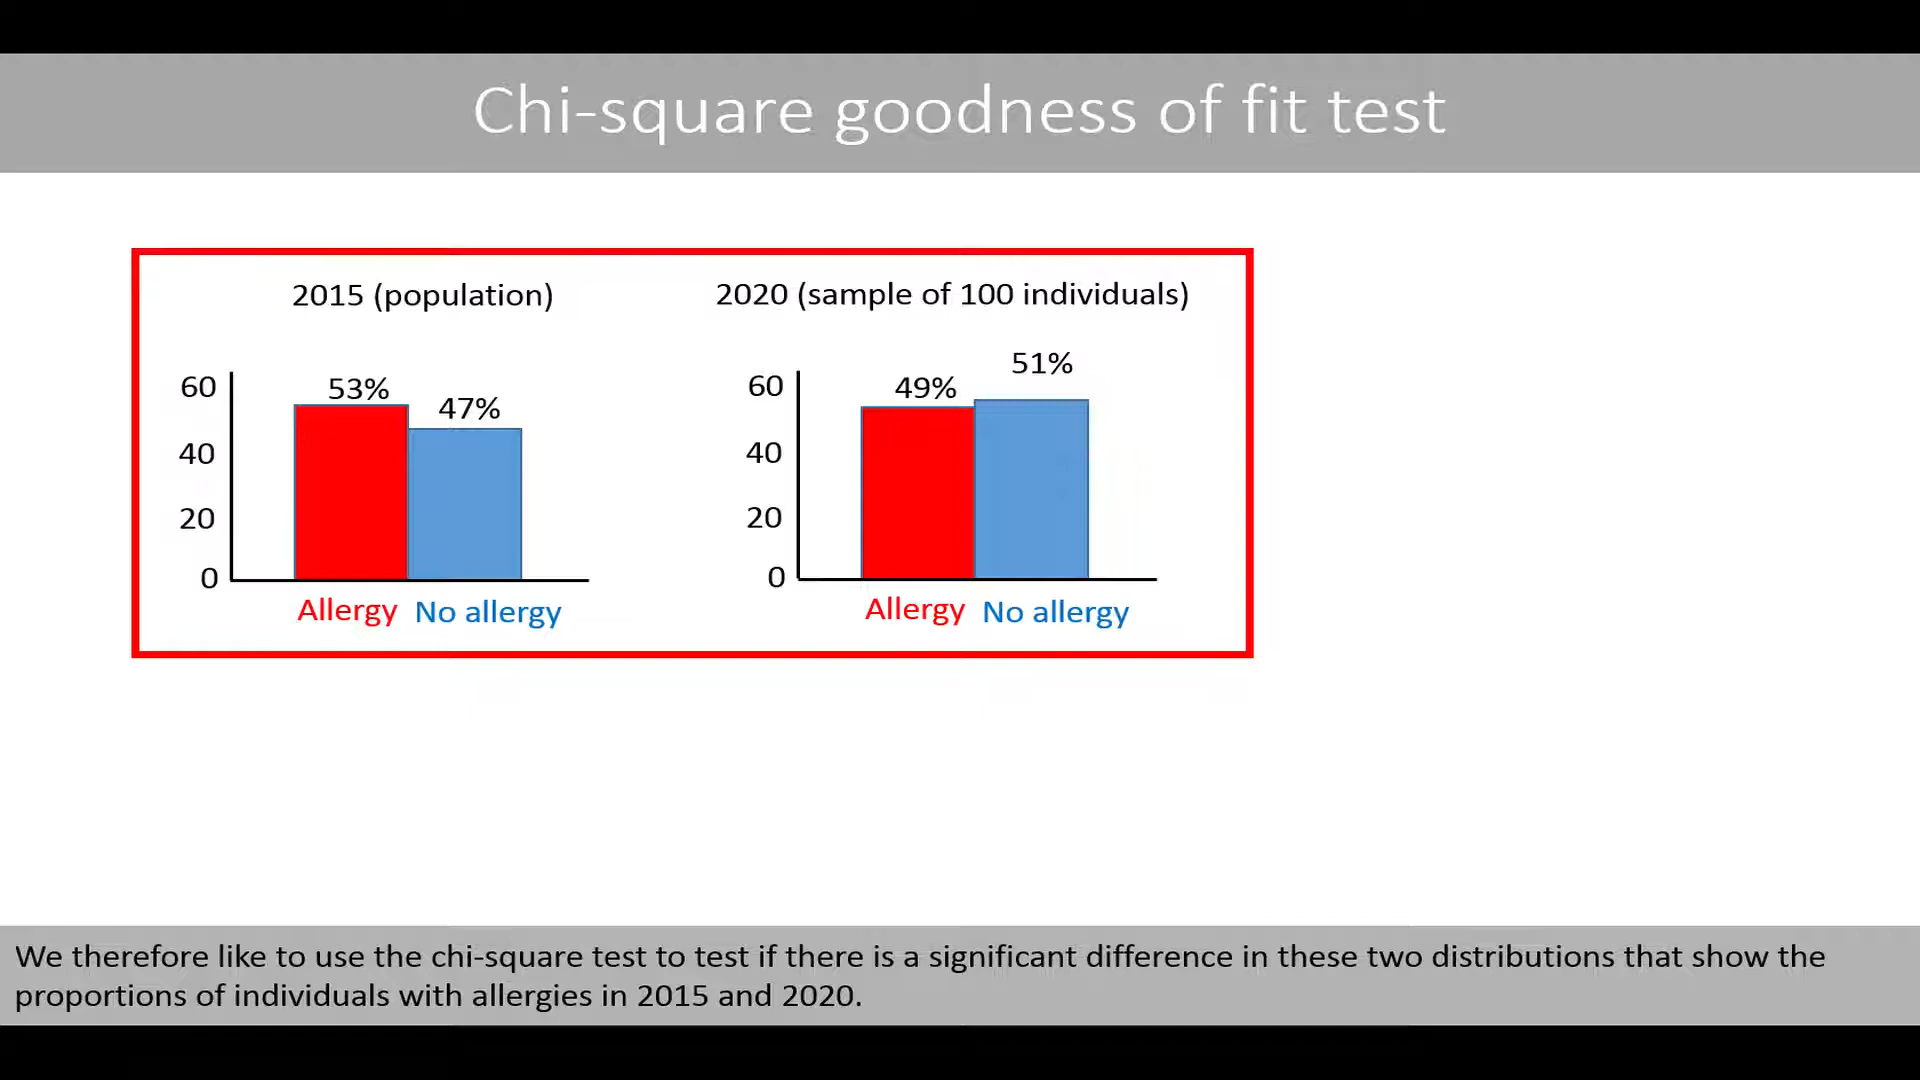 Chi-square goodness of fit test
2015 (population)
60
40
20
0
53%
47%
Allergy
No allergy
2020 (sample of 100 individuals)
60
40
20
0
49%
51%
Allergy
No allergy
We therefore like to use the chi-square test to test if there is a significant difference in these two distributions that show the
proportions of individuals with allergies in 2015 and 2020.